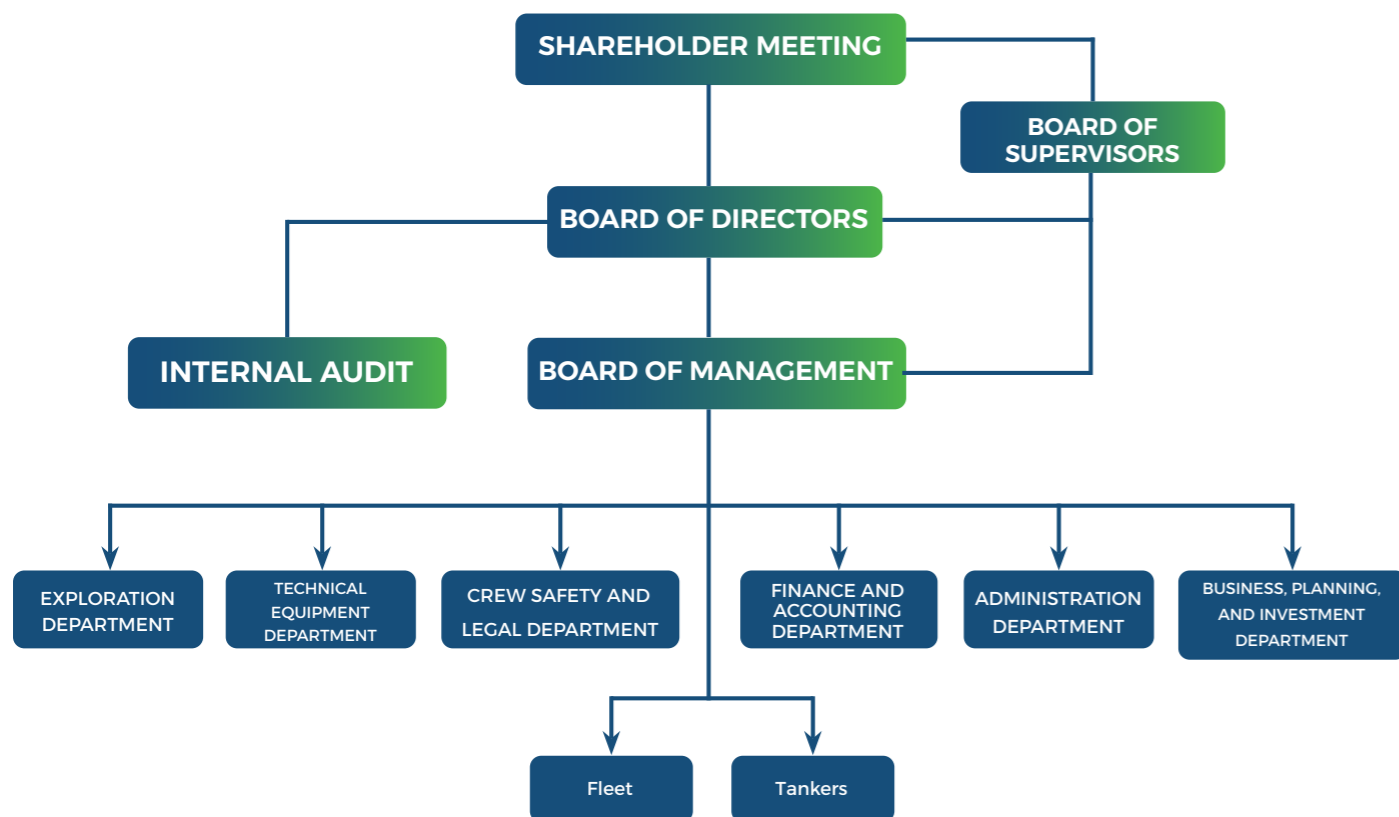 SHAREHOLDER MEETING
BOARD OF
SUPERVISORS
BOARD OF DIRECTORS
INTERNAL AUDIT
BOARD OF MANAGEMENT
EXPLORATION
DEPARTMENT
TECHNICAL
EQUIPMENT
DEPARTMENT
CREW SAFETY AND
LEGAL DEPARTMENT
FINANCE AND
ACCOUNTING
DEPARTMENT
ADMINISTRATION
DEPARTMENT
BUSINESS, PLANNING,
AND INVESTMENT
DEPARTMENT
Fleet
Tankers